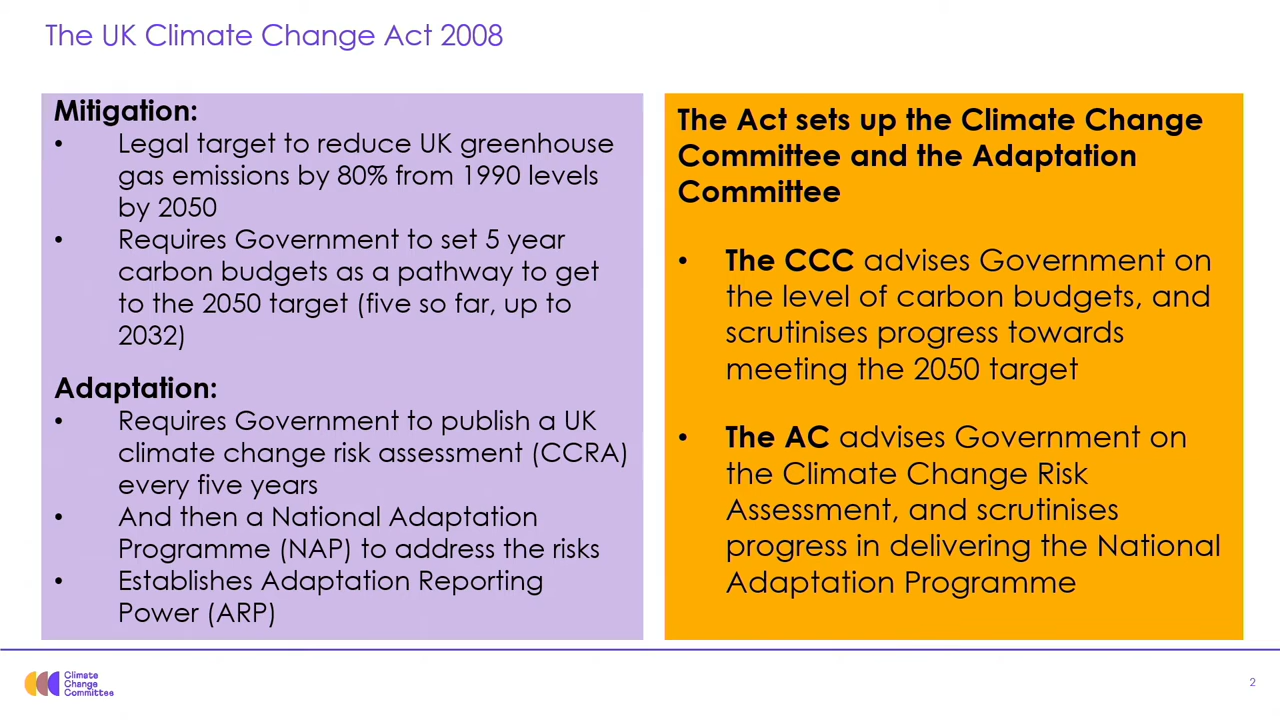 The UK Climate Change Act 2008
Mitigation:
• Legal target to reduce UK greenhouse
gas emissions by 80% from 1990 levels
by 2050
• Requires Government to set 5 year
carbon budgets as a pathway to get
to the 2050 target (five so far, up to
2032)
Adaptation:
• Requires Government to publish a UK
climate change risk assessment (CCRA)
every five years
• And then a National Adaptation
Programme (NAP) to address the risks
• Establishes Adaptation Reporting
Power (ARP)
The Act sets up the Climate Change
Committee and the Adaptation
Committee
• The CCC advises Government on
the level of carbon budgets, and
scrutinises progress towards
meeting the 2050 target
• The AC advises Government on
the Climate Change Risk
Assessment, and scrutinises
progress in delivering the National
Adaptation Programme
Climate
Change
Committee
2